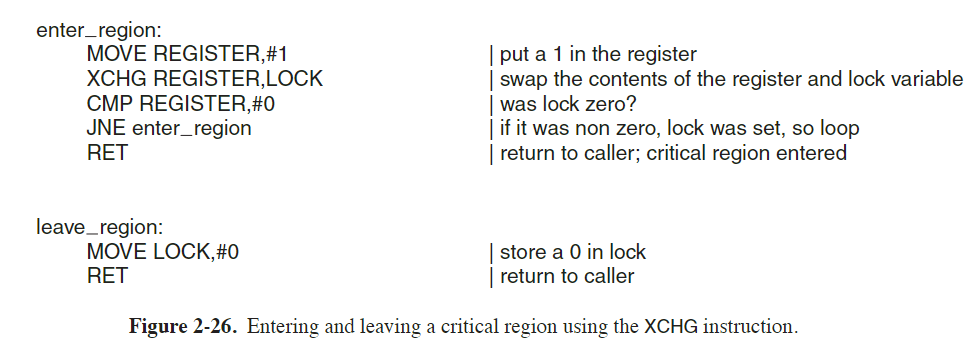 enter_region:
MOVE REGISTER,#1 | put a 1 in the register
XCHG REGISTER,LOCK | swap the contents of the register and lock variable
CMP REGISTER,#0 | was lock zero?
JNE enter_region | if it was non zero, lock was set, so loop
RET | return to caller; critical region entered
leave_region:
MOVE LOCK,#0 | store a 0 in lock
RET | return to caller
Figure 2-26. Entering and leaving a critical region using the XCHG instruction.